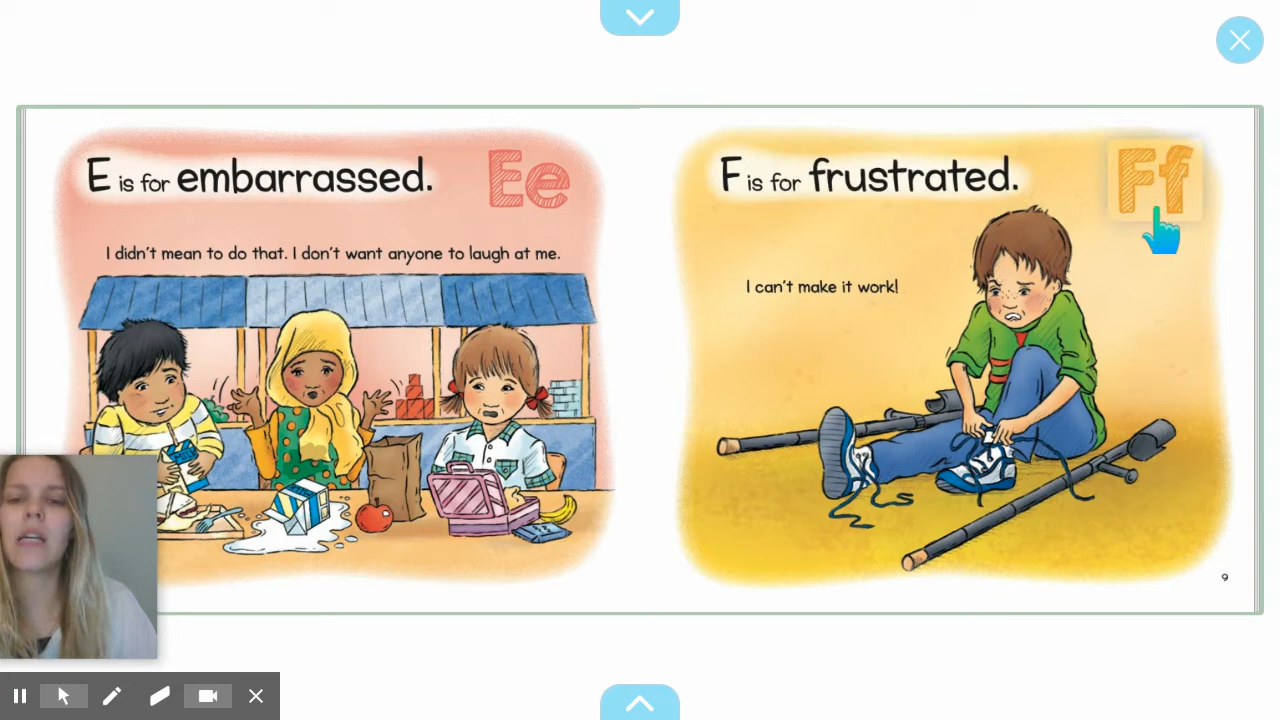 E is for embarrassed.
Ee
I didn't mean to do that. I don't want anyone to laugh at me.
MILK
F is for frustrated.
Ff
I can't make it work!
9